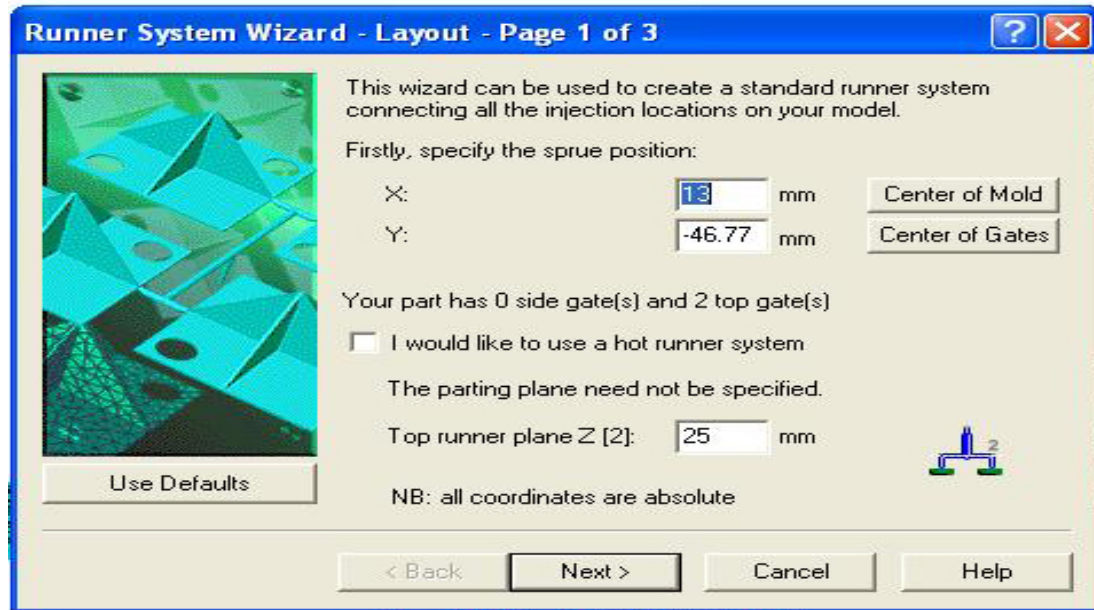 Runner System Wizard - Layout - Page 1 of 3
This wizard can be used to create a standard runner system
connecting all the injection locations on your model.
Firstly, specify the sprue position:
X: 13 mm Center of Mold
Y: -46.77 mm Center of Gates
Your part has 0 side gate(s) and 2 top gate(s)
I would like to use a hot runner system
The parting plane need not be specified.
Top runner plane Z [2]: 25 mm
2
Use Defaults
NB: all coordinates are absolute
< Back Next > Cancel Help